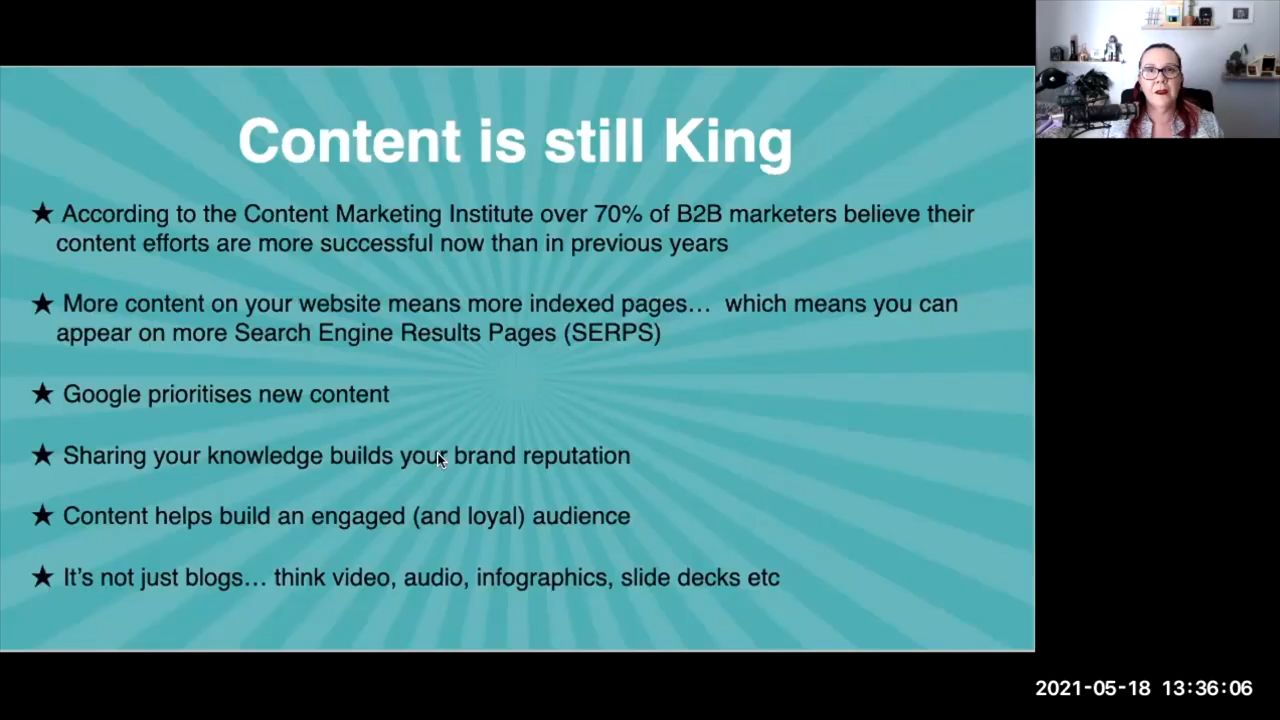 Content is still King
★ According to the Content Marketing Institute over 70% of B2B marketers believe their
content efforts are more successful now than in previous years
★ More content on your website means more indexed pages… which means you can
appear on more Search Engine Results Pages (SERPS)
★ Google prioritises new content
★ Sharing your knowledge builds your brand reputation
★ Content helps build an engaged (and loyal) audience
★ It’s not just blogs… think video, audio, infographics, slide decks etc
2021-05-18 13:36:06